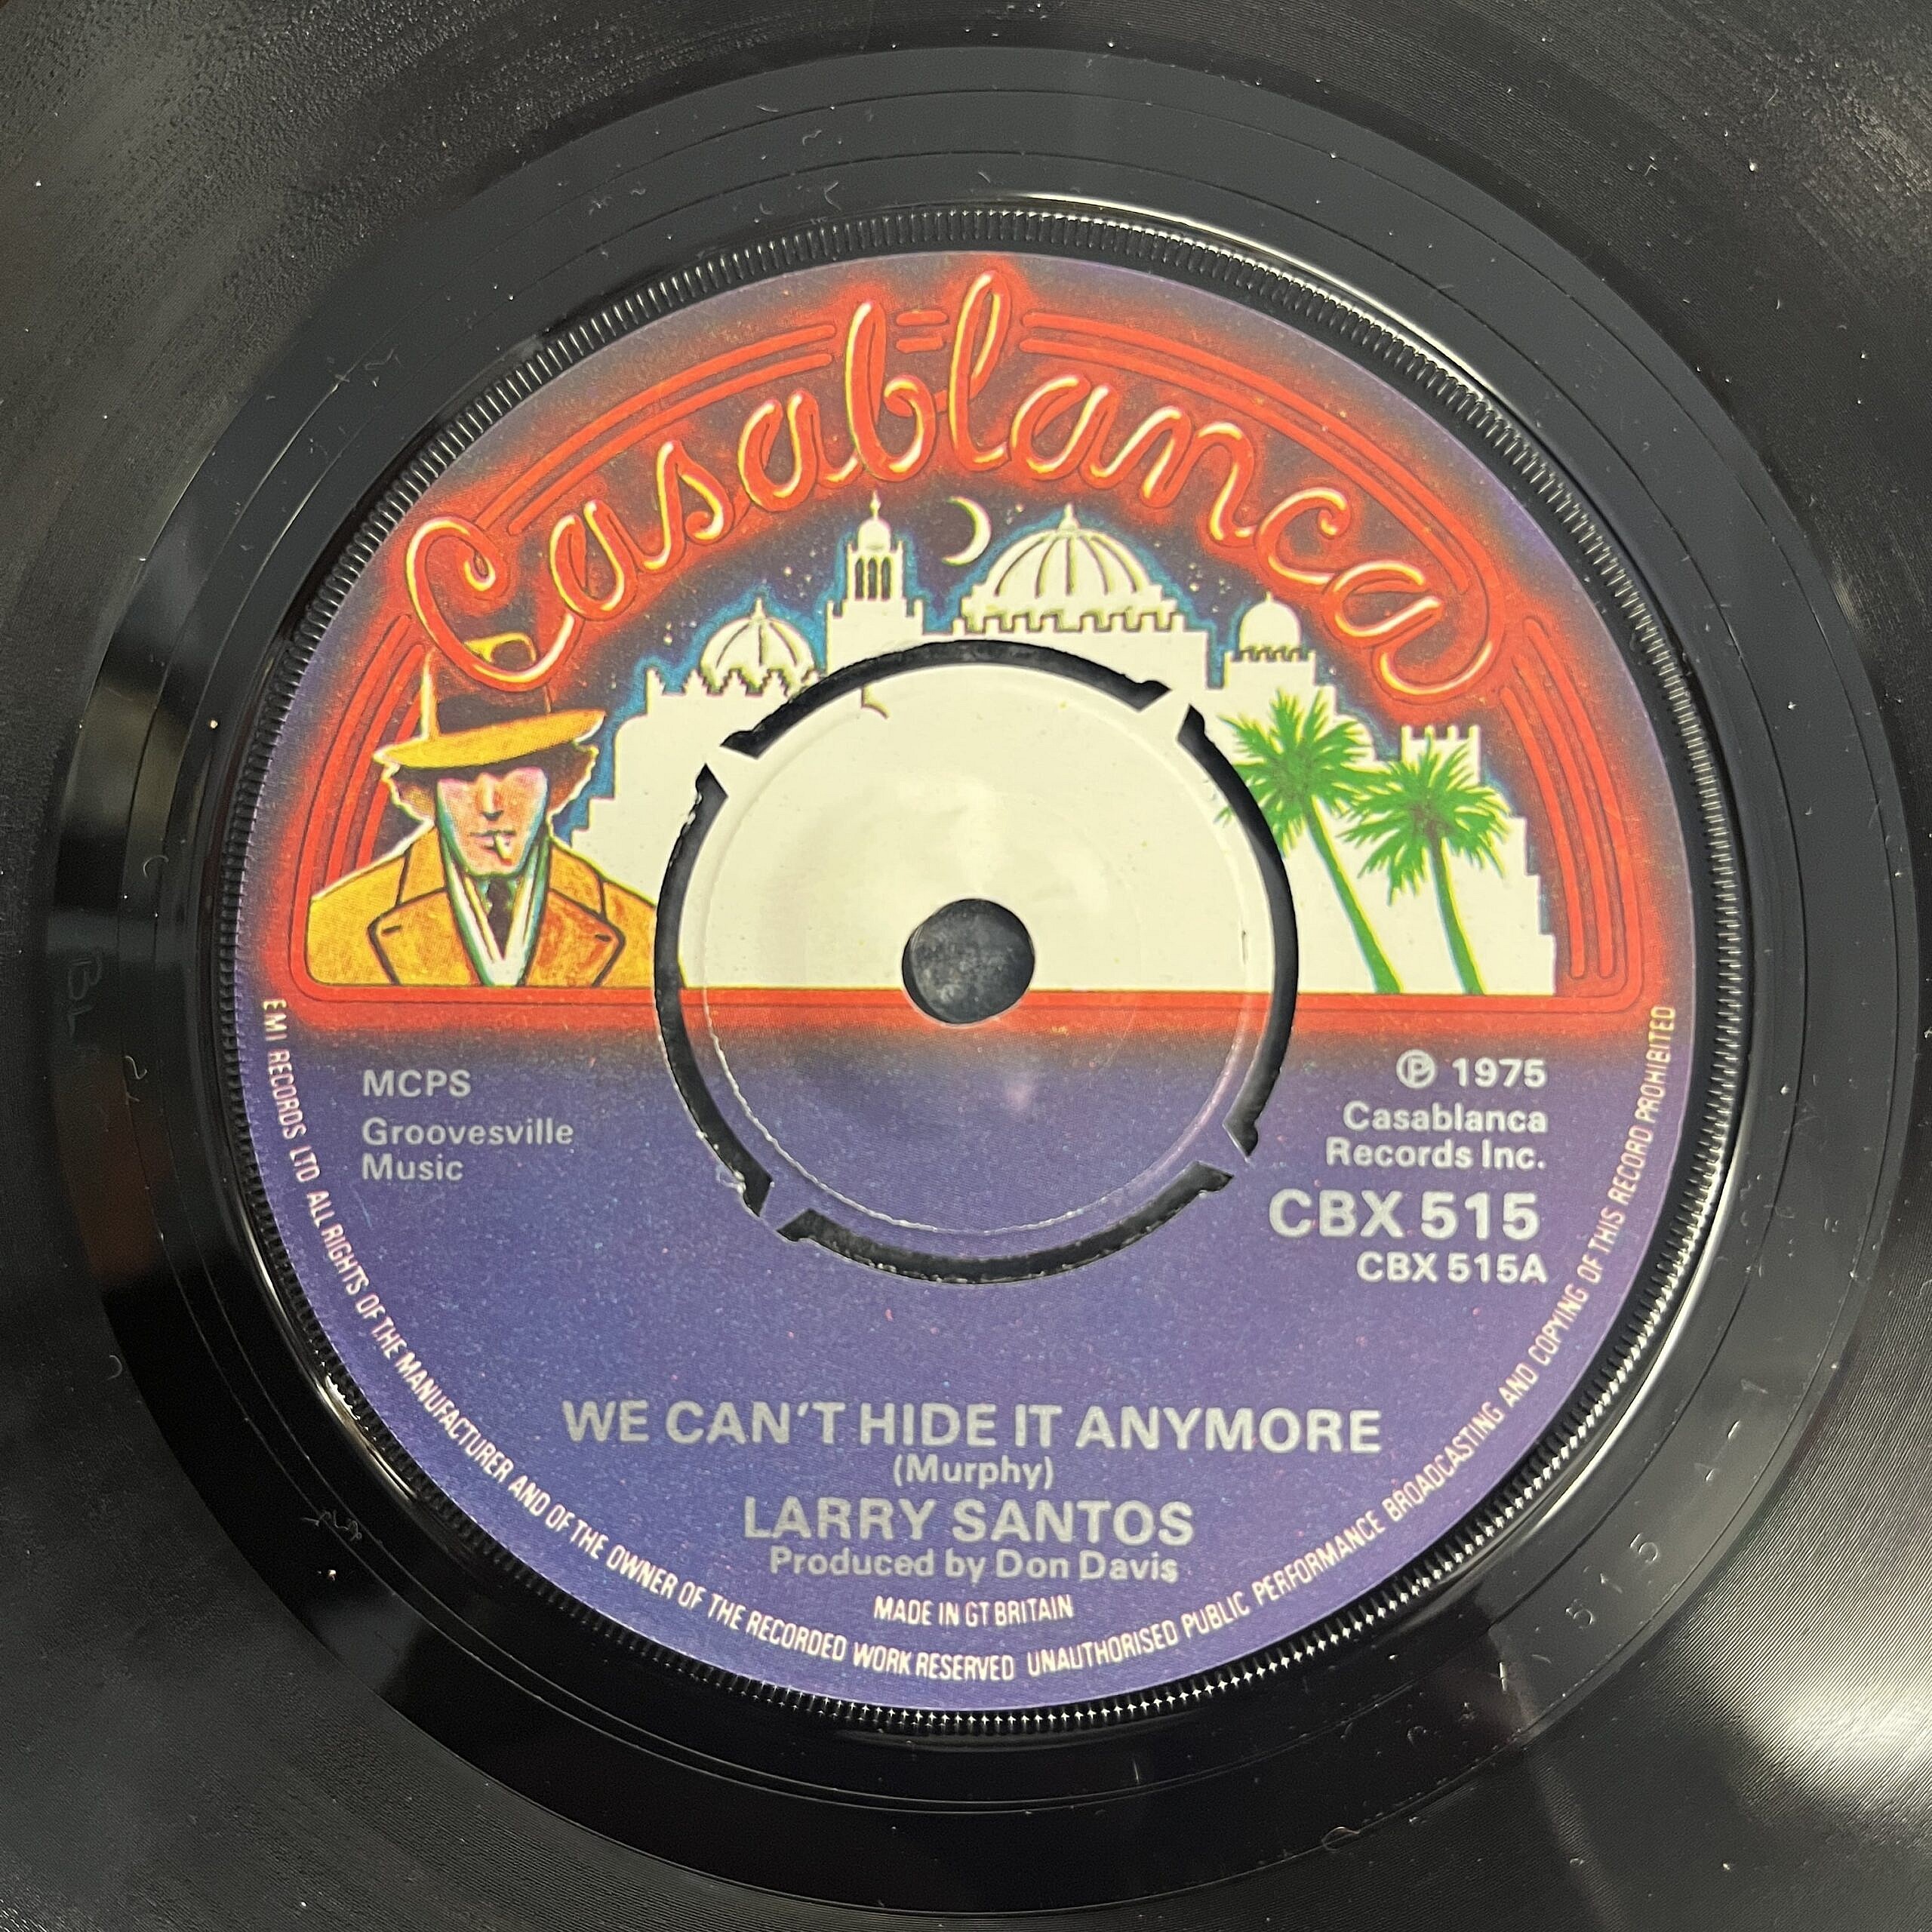 Casablanca
MCPS
Groovesville
Music
℗ 1975
Casablanca
Records Inc.
CBX 515
CBX 515A
WE CAN'T HIDE IT ANYMORE
(Murphy)
LARRY SANTOS
Produced by Don Davis
MADE IN GT BRITAIN
EMI RECORDS LTD ALL RIGHTS OF THE MANUFACTURER AND OF THE OWNER OF THE RECORDED WORK RESERVED UNAUTHORISED PUBLIC PERFORMANCE BROADCASTING AND COPYING OF THIS RECORD PROHIBITED